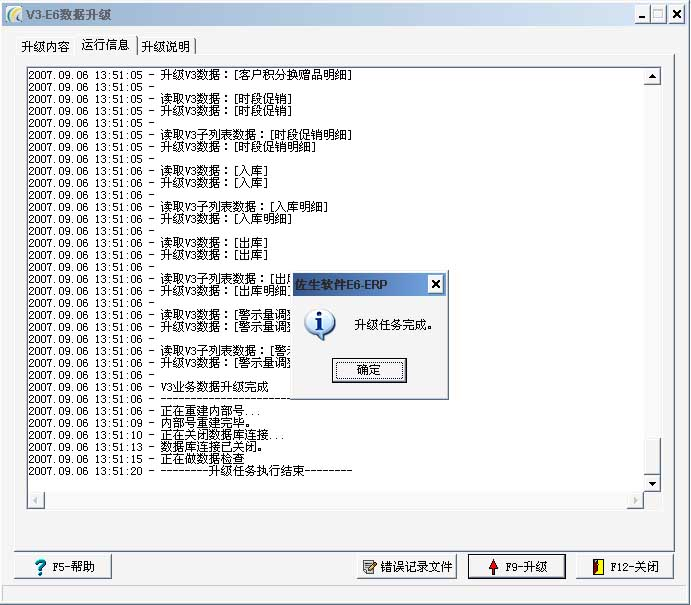 V3-E6数据升级
升级内容 运行信息 升级说明
2007.09.06 13:51:05 - 升级V3数据：[客户积分换赠品明细]
2007.09.06 13:51:05 -
2007.09.06 13:51:05 - 读取V3数据：[时段促销]
2007.09.06 13:51:05 - 升级V3数据：[时段促销]
2007.09.06 13:51:05 -
2007.09.06 13:51:05 - 读取V3子列表数据：[时段促销明细]
2007.09.06 13:51:05 - 升级V3数据：[时段促销明细]
2007.09.06 13:51:06 -
2007.09.06 13:51:06 - 读取V3数据：[入库]
2007.09.06 13:51:06 - 升级V3数据：[入库]
2007.09.06 13:51:06 -
2007.09.06 13:51:06 - 读取V3子列表数据：[入库明细]
2007.09.06 13:51:06 - 升级V3数据：[入库明细]
2007.09.06 13:51:06 -
2007.09.06 13:51:06 - 读取V3数据：[出库]
2007.09.06 13:51:06 - 升级V3数据：[出库]
2007.09.06 13:51:06 -
2007.09.06 13:51:06 - 读取V3子列表数据：[出库
2007.09.06 13:51:06 - 升级V3数据：[出库明细]
2007.09.06 13:51:06 -
2007.09.06 13:51:06 - 读取V3数据：[警示量调整
2007.09.06 13:51:06 - 升级V3数据：[警示量调整
2007.09.06 13:51:06 -
2007.09.06 13:51:06 - 读取V3子列表数据：[警示
2007.09.06 13:51:06 - 升级V3数据：[警示量调整
2007.09.06 13:51:06 -
2007.09.06 13:51:06 - V3业务数据升级完成
2007.09.06 13:51:06 - ----------------------
2007.09.06 13:51:06 - 正在重建内部号...
2007.09.06 13:51:09 - 内部号重建完毕。
2007.09.06 13:51:10 - 正在关闭数据库连接...
2007.09.06 13:51:13 - 数据库连接已关闭。
2007.09.06 13:51:15 - 正在做数据检查
2007.09.06 13:51:20 - --------升级任务执行结束--------
佐生软件E6-ERP
升级任务完成。
确定
F5-帮助 错误记录文件 F9-升级 F12-关闭